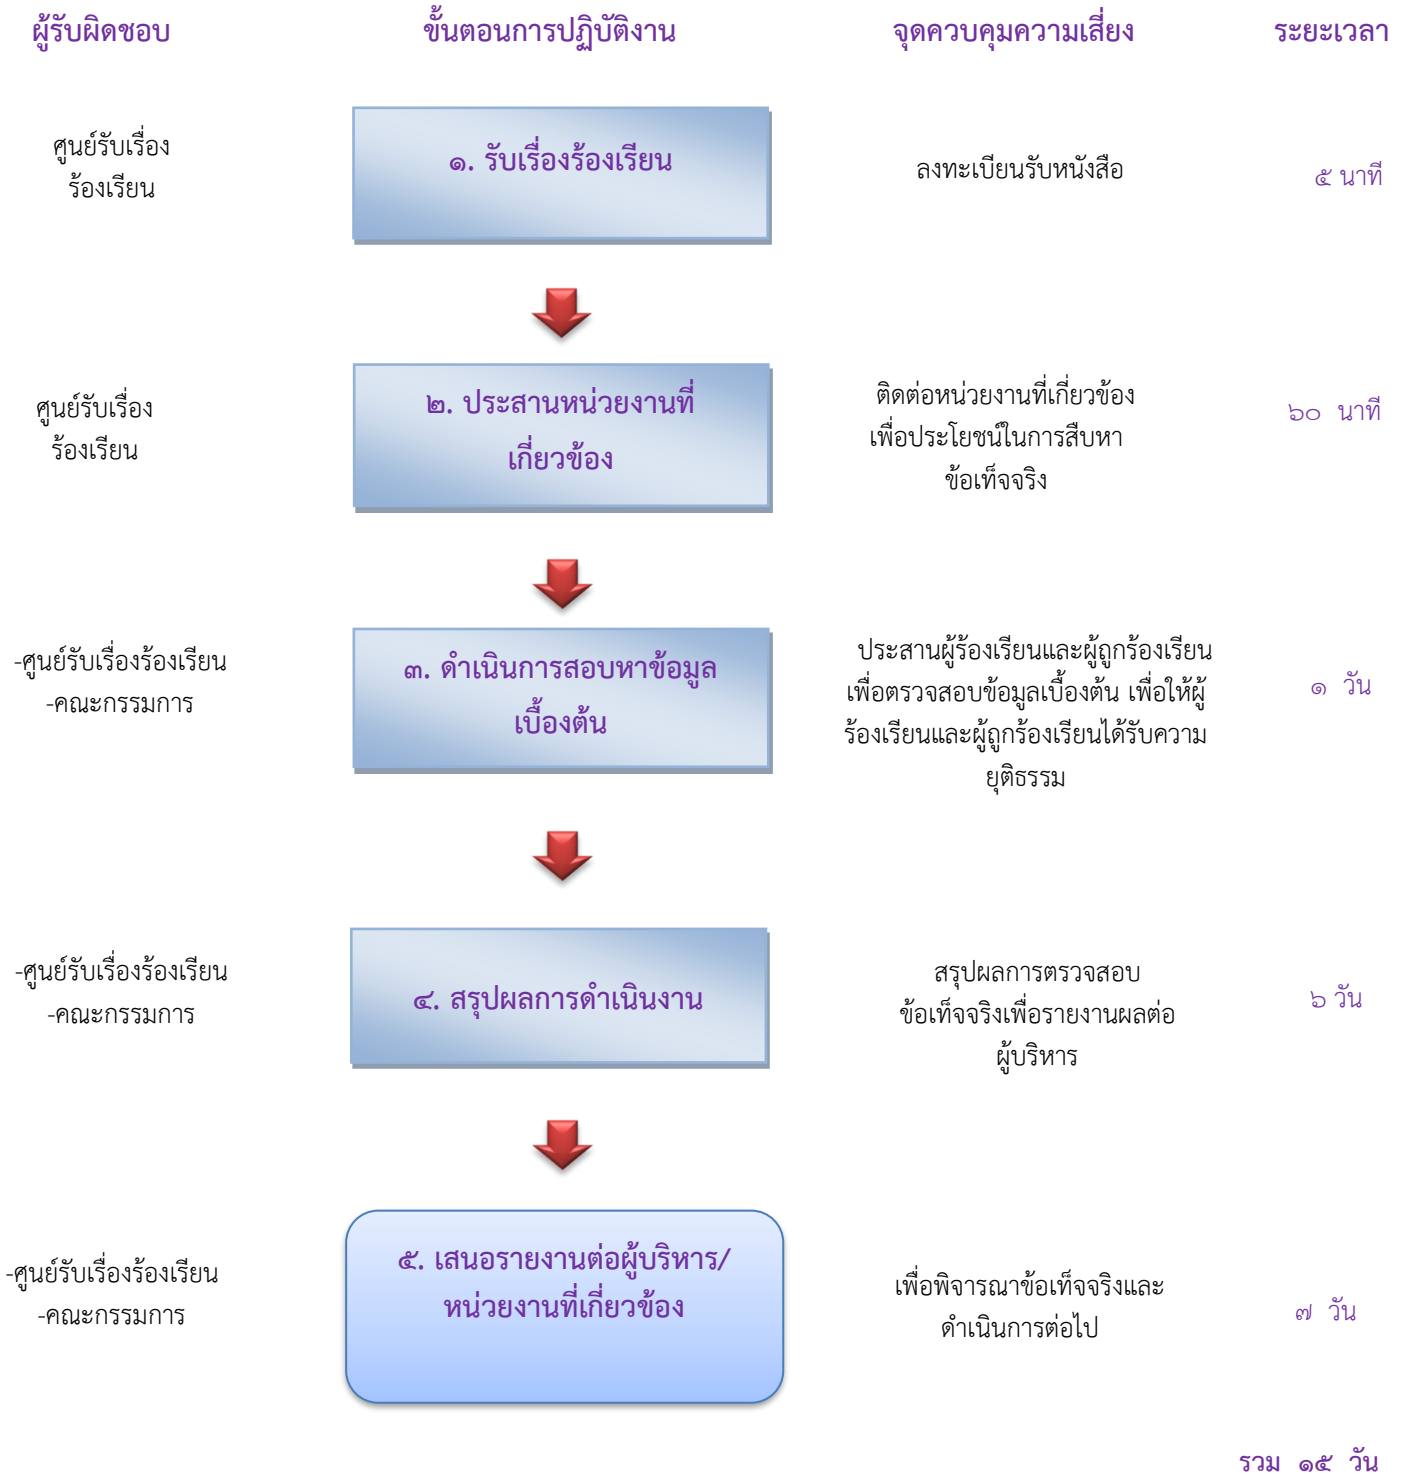 ผู้รับผิดชอบ ขั้นตอนการปฏิบัติงาน จุดควบคุมความเสี่ยง ระยะเวลา
ศูนย์รับเรื่อง
ร้องเรียน
๑. รับเรื่องร้องเรียน
ลงทะเบียนรับหนังสือ
๕ นาที
ศูนย์รับเรื่อง
ร้องเรียน
๒. ประสานหน่วยงานที่
เกี่ยวข้อง
ติดต่อหน่วยงานที่เกี่ยวข้อง
เพื่อประโยชน์ในการสืบหา
ข้อเท็จจริง
๖๐ นาที
-ศูนย์รับเรื่องร้องเรียน
-คณะกรรมการ
๓. ดำเนินการสอบหาข้อมูล
เบื้องต้น
ประสานผู้ร้องเรียนและผู้ถูกร้องเรียน
เพื่อตรวจสอบข้อมูลเบื้องต้น เพื่อให้ผู้
ร้องเรียนและผู้ถูกร้องเรียนได้รับความ
ยุติธรรม
๑ วัน
-ศูนย์รับเรื่องร้องเรียน
-คณะกรรมการ
๔. สรุปผลการดำเนินงาน
สรุปผลการตรวจสอบ
ข้อเท็จจริงเพื่อรายงานผลต่อ
ผู้บริหาร
๖ วัน
-ศูนย์รับเรื่องร้องเรียน
-คณะกรรมการ
๕. เสนอรายงานต่อผู้บริหาร/
หน่วยงานที่เกี่ยวข้อง
เพื่อพิจารณาข้อเท็จจริงและ
ดำเนินการต่อไป
๗ วัน
รวม ๑๕ วัน